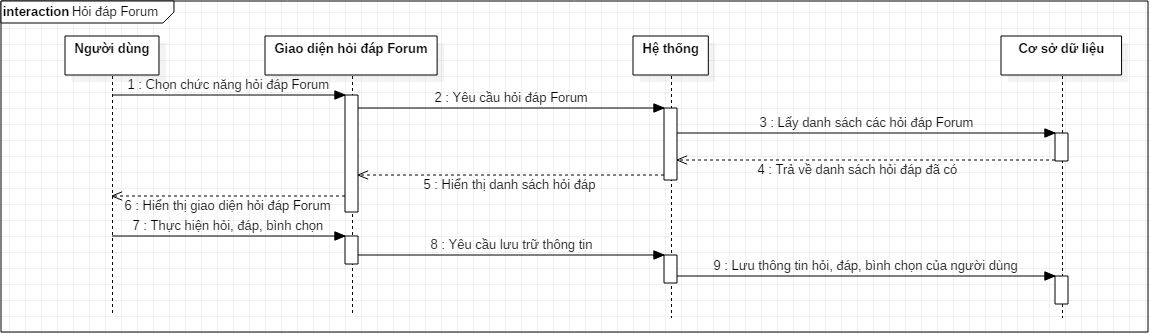 interaction Hỏi đáp Forum
Người dùng
Giao diện hỏi đáp Forum
Hệ thống
Cơ sở dữ liệu
1 : Chọn chức năng hỏi đáp Forum
2 : Yêu cầu hỏi đáp Forum
3 : Lấy danh sách các hỏi đáp Forum
4 : Trả về danh sách hỏi đáp đã có
5 : Hiển thị danh sách hỏi đáp
6 : Hiển thị giao diện hỏi đáp Forum
7 : Thực hiện hỏi, đáp, bình chọn
8 : Yêu cầu lưu trữ thông tin
9 : Lưu thông tin hỏi, đáp, bình chọn của người dùng